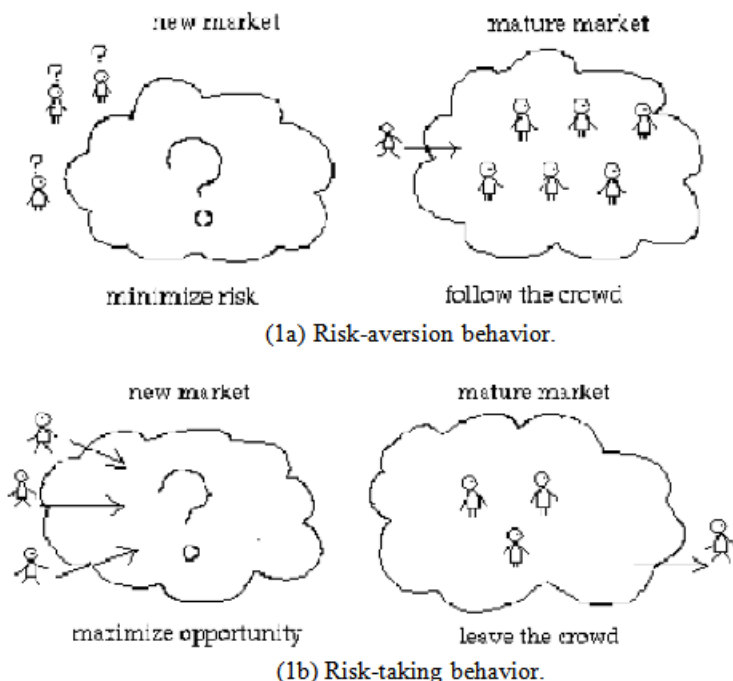 new market mature market
? ?
?
?
minimize risk follow the crowd
(1a) Risk-aversion behavior.
new market mature market
?
maximize opportunity leave the crowd
(1b) Risk-taking behavior.